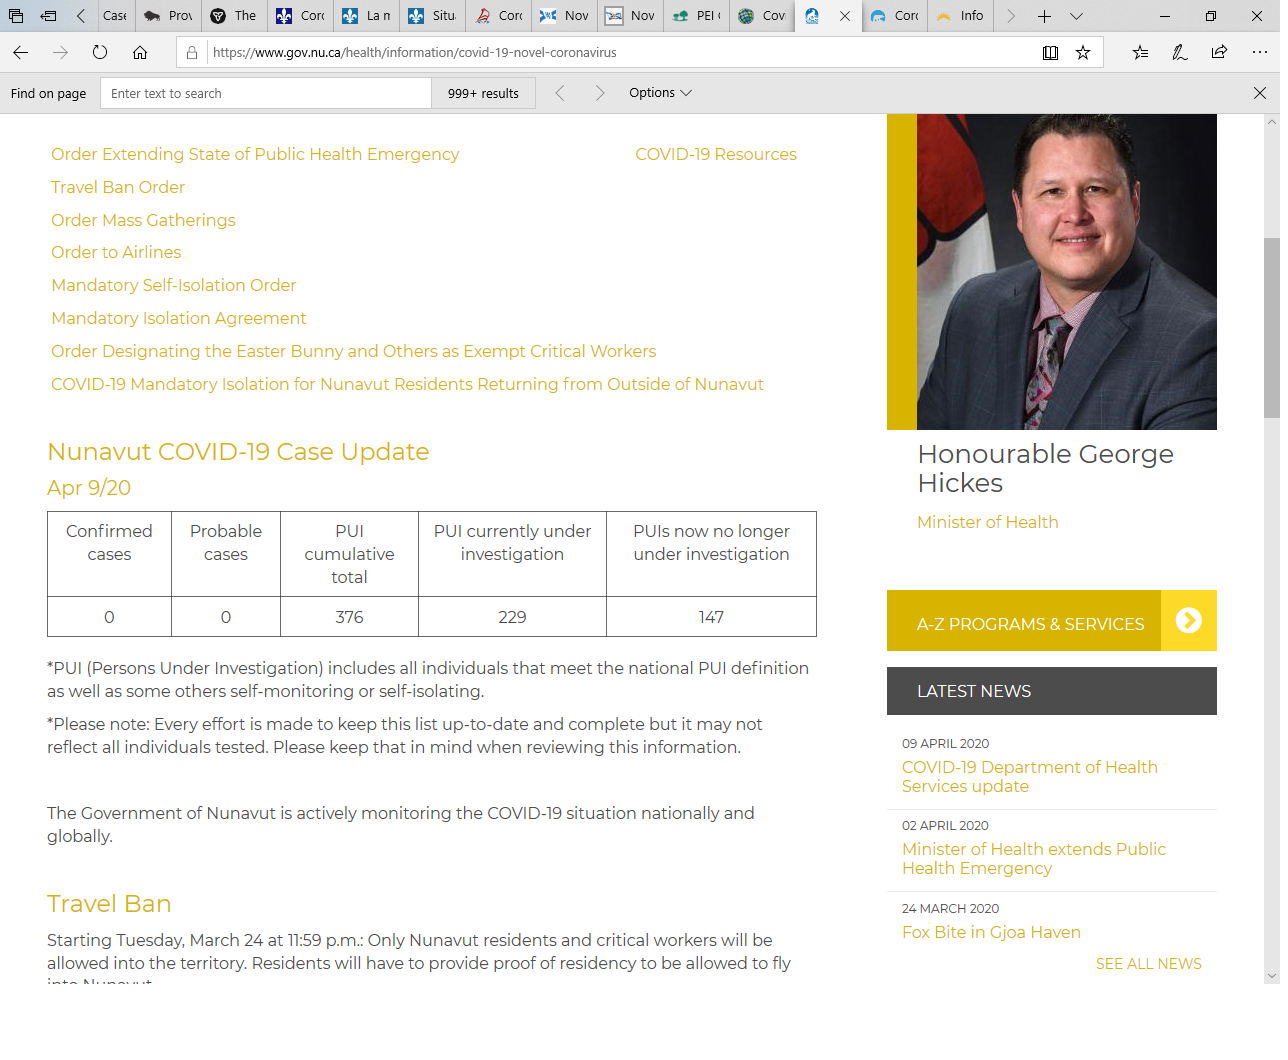 Case
Prov
The
Corc
La n
Situ
Corc
Nov
Nov
PEI
Cov
Corc
Info
https://www.gov.nu.ca/health/information/covid-19-novel-coronavirus
Find on page
Enter text to search
999+ results
Options
Order Extending State of Public Health Emergency
COVID-19 Resources
Travel Ban Order
Order Mass Gatherings
Order to Airlines
Mandatory Self-Isolation Order
Mandatory Isolation Agreement
Order Designating the Easter Bunny and Others as Exempt Critical Workers
COVID-19 Mandatory Isolation for Nunavut Residents Returning from Outside of Nunavut
Nunavut COVID-19 Case Update
Apr 9/20
Confirmed cases
Probable cases
PUI cumulative total
PUI currently under investigation
PUIs now no longer under investigation
0
0
376
229
147
*PUI (Persons Under Investigation) includes all individuals that meet the national PUI definition
as well as some others self-monitoring or self-isolating.
*Please note: Every effort is made to keep this list up-to-date and complete but it may not
reflect all individuals tested. Please keep that in mind when reviewing this information.
The Government of Nunavut is actively monitoring the COVID-19 situation nationally and
globally.
Travel Ban
Starting Tuesday, March 24 at 11:59 p.m.: Only Nunavut residents and critical workers will be
allowed into the territory. Residents will have to provide proof of residency to be allowed to fly
into Nunavut
Honourable George
Hickes
Minister of Health
A-Z PROGRAMS & SERVICES
LATEST NEWS
09 APRIL 2020
COVID-19 Department of Health
Services update
02 APRIL 2020
Minister of Health extends Public
Health Emergency
24 MARCH 2020
Fox Bite in Gjoa Haven
SEE ALL NEWS